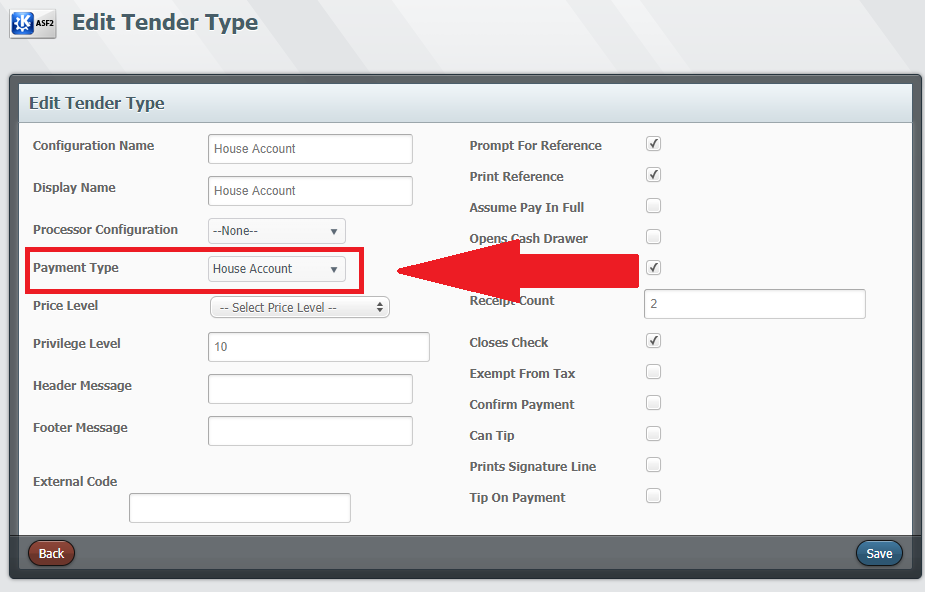 ASF2
Edit Tender Type
Edit Tender Type
Configuration Name House Account
Display Name House Account
Processor Configuration --None--
Payment Type House Account
Price Level -- Select Price Level --
Privilege Level 10
Header Message
Footer Message
External Code
Prompt For Reference
Print Reference
Assume Pay In Full
Opens Cash Drawer
Receipt Count 2
Closes Check
Exempt From Tax
Confirm Payment
Can Tip
Prints Signature Line
Tip On Payment
Back Save